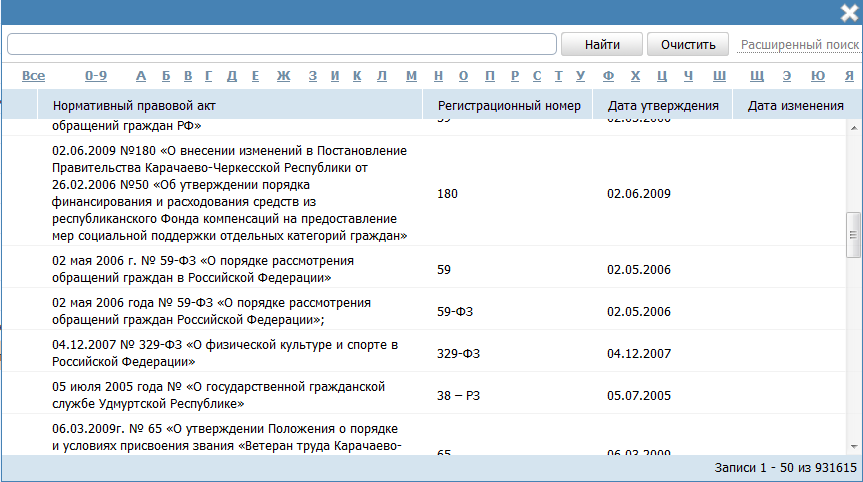 Найти
Очистить
Расширенный поиск
Все 0-9 А Б В Г Д Е Ж З И К Л М Н О П Р С Т У Ф Х Ц Ч Ш Щ Э Ю Я
Нормативный правовой акт Регистрационный номер Дата утверждения Дата изменения
обращений граждан РФ»
02.06.2009 №180 «О внесении изменений в Постановление
Правительства Карачаево-Черкесской Республики от
26.02.2006 №50 «Об утверждении порядка
финансирования и расходования средств из
республиканского Фонда компенсаций на предоставление
мер социальной поддержки отдельных категорий граждан»
180
02.06.2009
02 мая 2006 г. № 59-ФЗ «О порядке рассмотрения
обращений граждан в Российской Федерации»
59
02.05.2006
02 мая 2006 года № 59-ФЗ «О порядке рассмотрения
обращений граждан Российской Федерации»;
59-ФЗ
02.05.2006
04.12.2007 № 329-ФЗ «О физической культуре и спорте в
Российской Федерации»
329-ФЗ
04.12.2007
05 июля 2005 года № «О государственной гражданской
службе Удмуртской Республике»
38 – РЗ
05.07.2005
06.03.2009г. № 65 «О утверждении Положения о порядке
и условиях присвоения звания «Ветеран труда Карачаево-
65
06.03.2009
Записи 1 - 50 из 931615